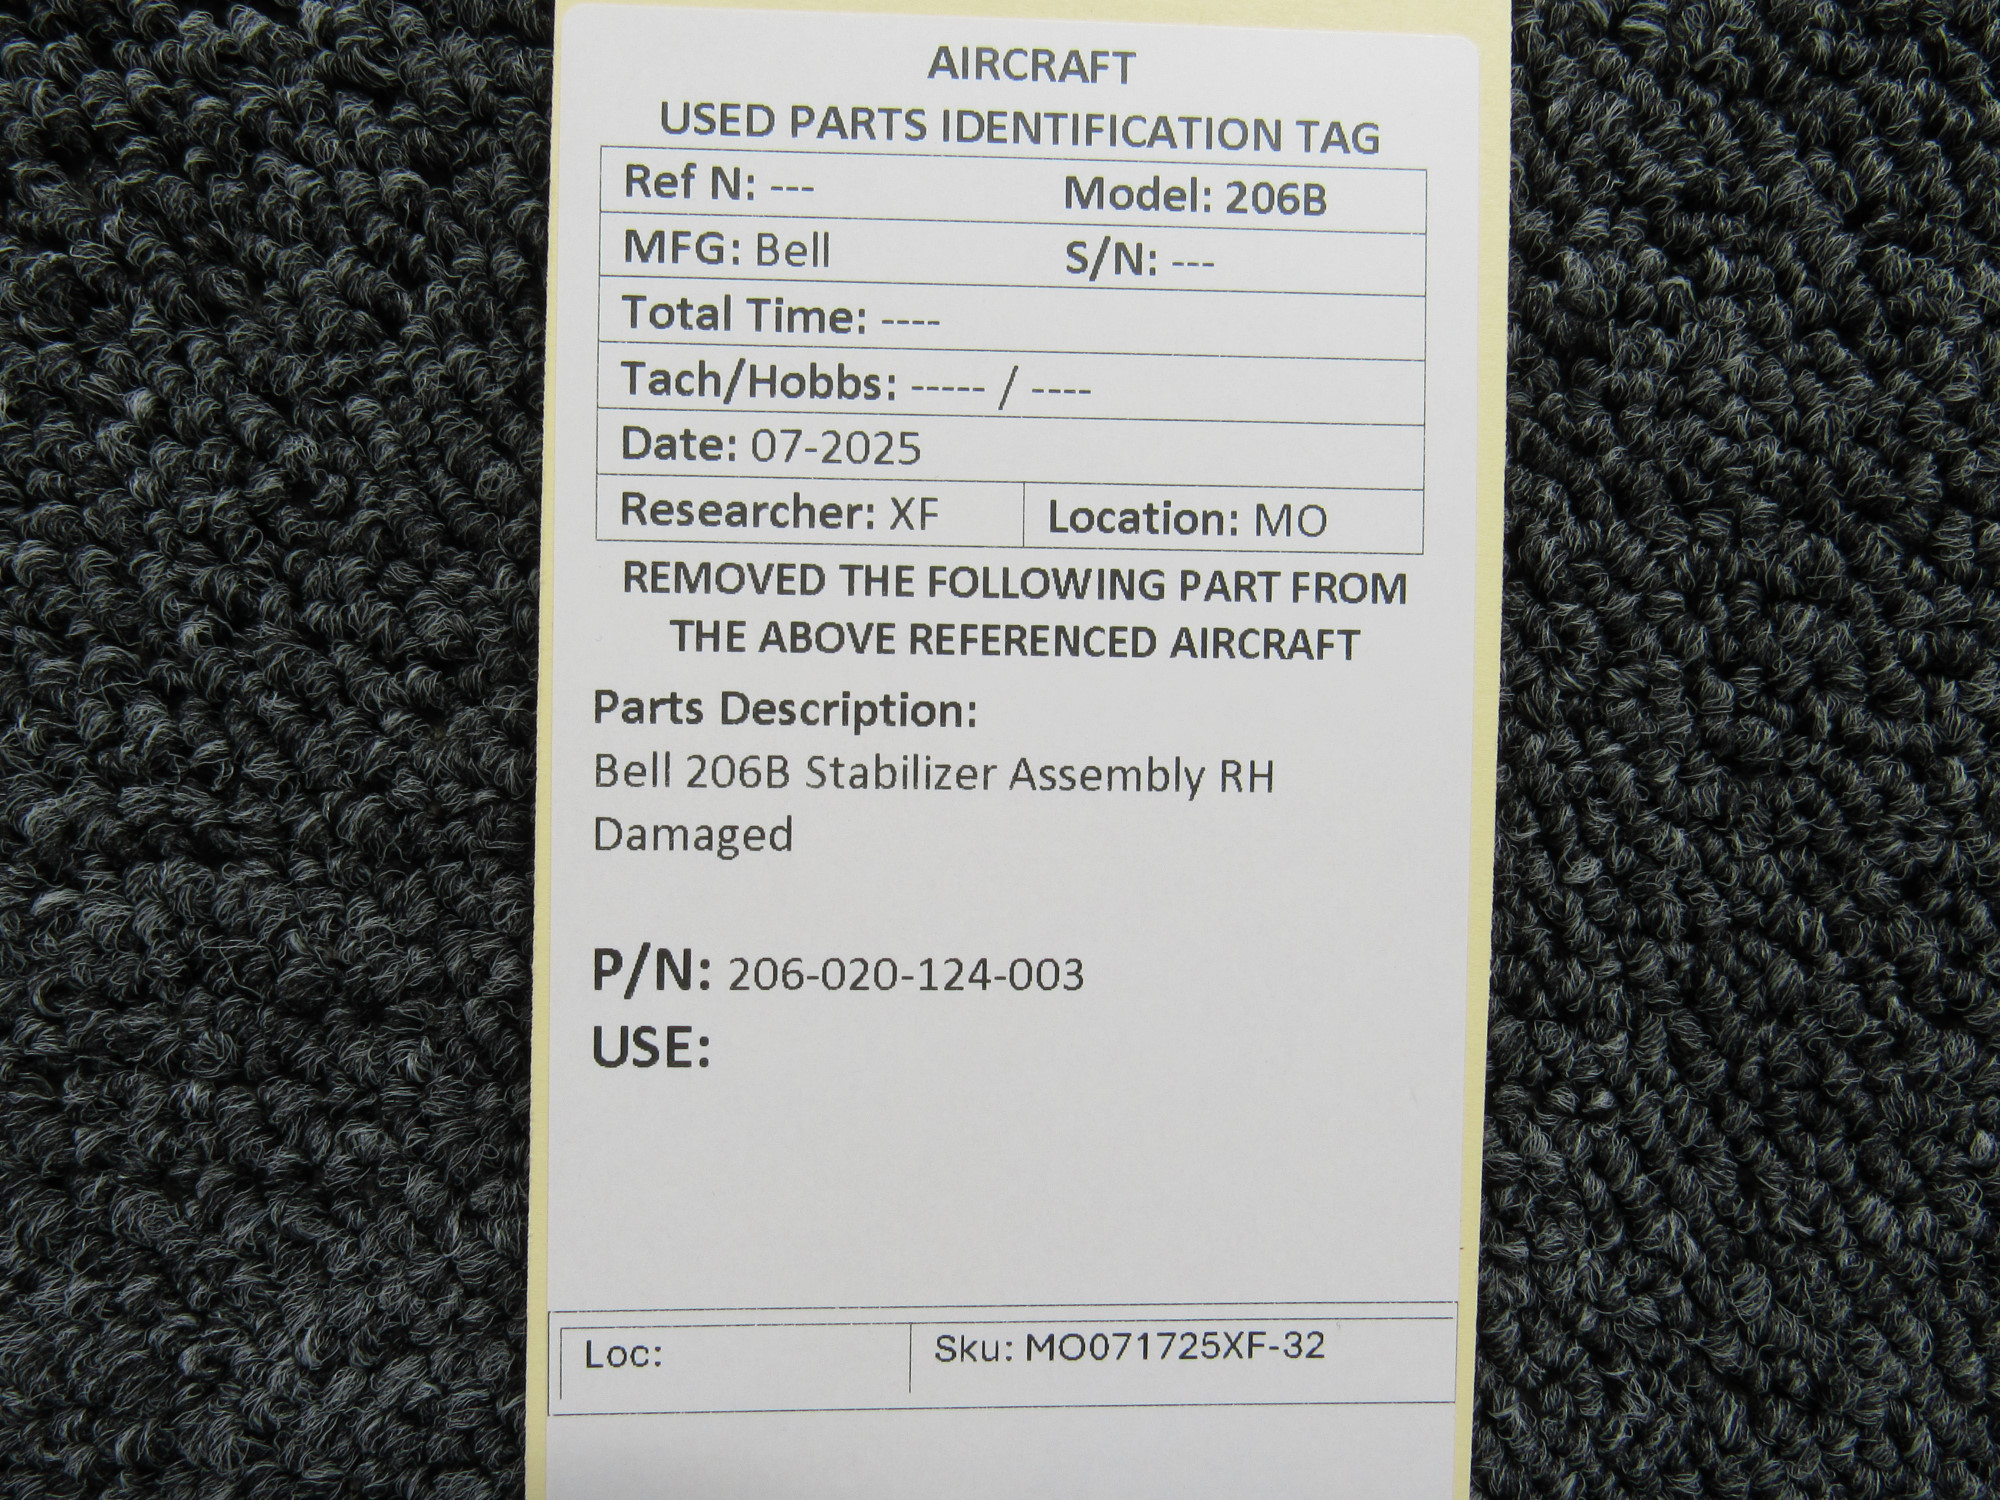 AIRCRAFT
USED PARTS IDENTIFICATION TAG
Ref N: --- Model: 206B
MFG: Bell S/N: ---
Total Time: ----
Tach/Hobbs: ----- / ----
Date: 07-2025
Researcher: XF Location: MO
REMOVED THE FOLLOWING PART FROM
THE ABOVE REFERENCED AIRCRAFT
Parts Description:
Bell 206B Stabilizer Assembly RH
Damaged
P/N: 206-020-124-003
USE:
Loc: Sku: MO071725XF-32